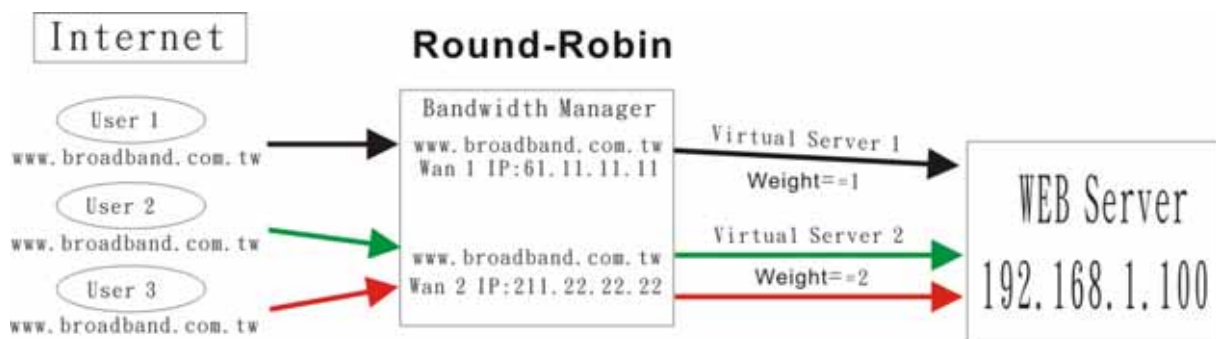 Internet
Round-Robin
User 1
www.broadband.com.tw
User 2
www.broadband.com.tw
User 3
www.broadband.com.tw
Bandwidth Manager
www.broadband.com.tw
Wan 1 IP:61.11.11.11
www.broadband.com.tw
Wan 2 IP:211.22.22.22
Virtual Server 1
Weight==1
Virtual Server 2
Weight==2
WEB Server
192.168.1.100